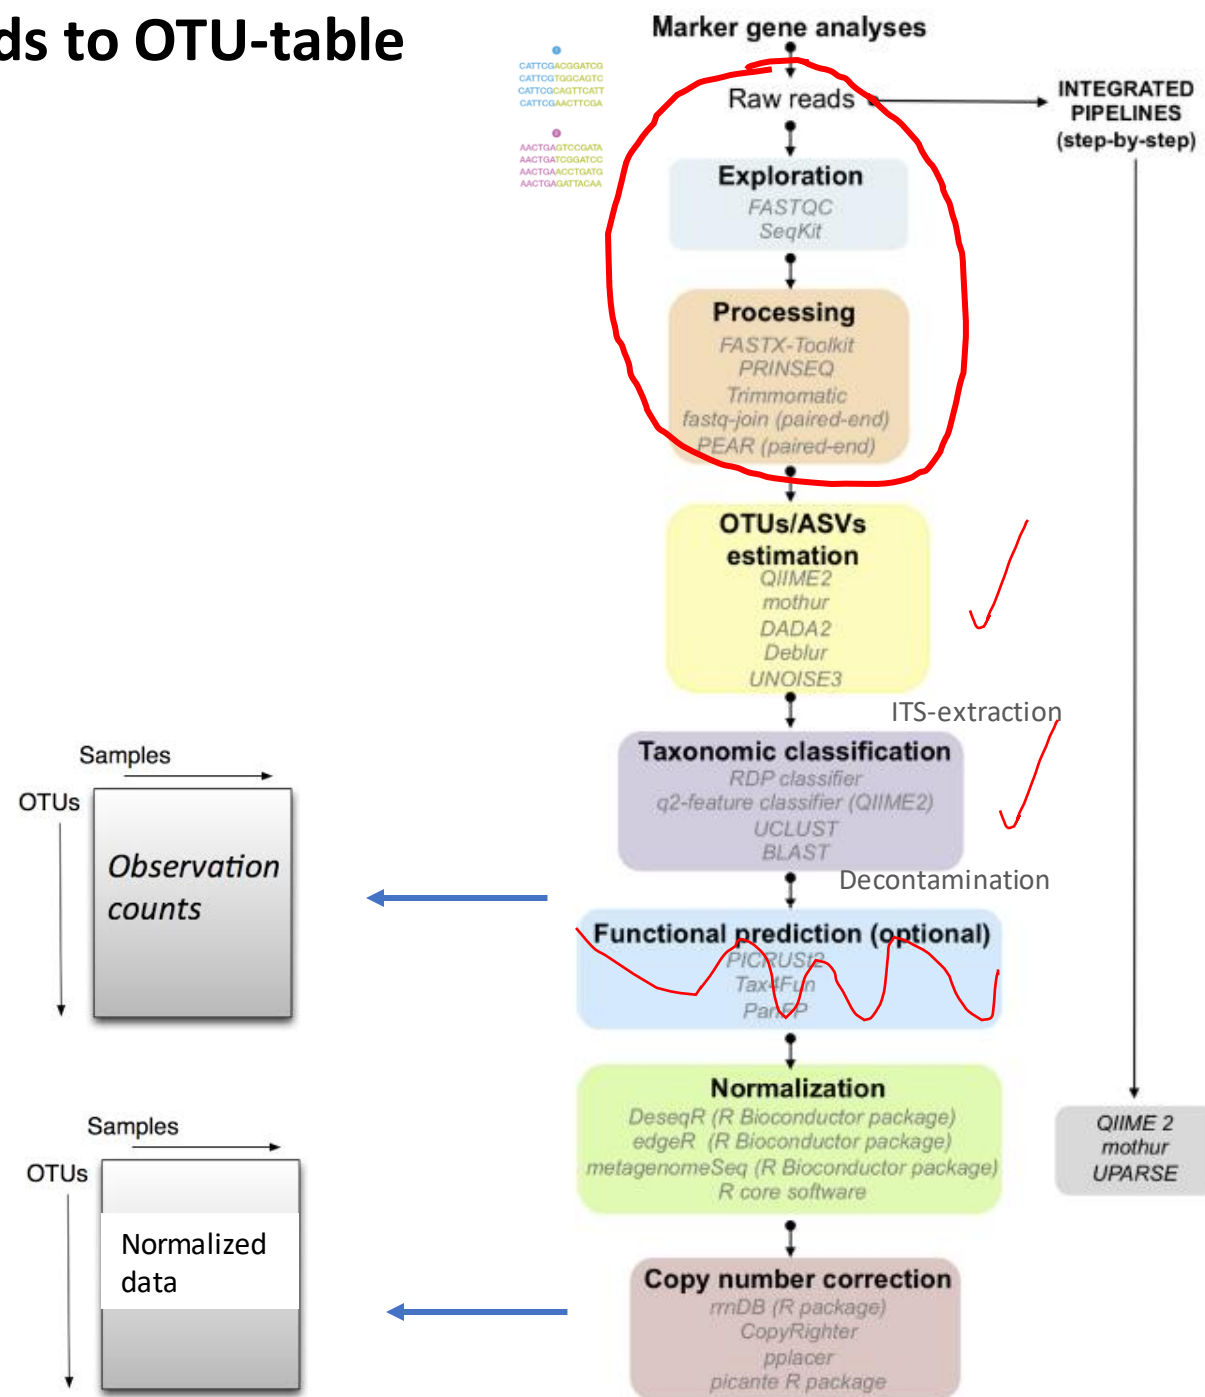 ds to OTU-table
Marker gene analyses
CATTCGACGGATCG
CATTCGTGGCAGTC
CATTCGCAGTTCATT
CATTCGAACTTCGA
AACTGAGTCCGATA
AACTGATCGGATCC
AACTGAACCTGATG
AACTGAGATTACAA
Raw reads
INTEGRATED
PIPELINES
(step-by-step)
Exploration
FASTQC
SeqKit
Processing
FASTX-Toolkit
PRINSEQ
Trimmomatic
fastq-join (paired-end)
PEAR (paired-end)
OTUs/ASVs
estimation
QIIME2
mothur
DADA2
Deblur
UNOISE3
ITS-extraction
Taxonomic classification
RDP classifier
q2-feature classifier (QIIME2)
UCLUST
BLAST
Decontamination
Samples
OTUs
Observation
counts
Functional prediction (optional)
PICRUSt2
Tax4Fun
PanFP
Normalization
DeseqR (R Bioconductor package)
edgeR (R Bioconductor package)
metagenomeSeq (R Bioconductor package)
R core software
QIIME 2
mothur
UPARSE
Samples
OTUs
Normalized
data
Copy number correction
rrnDB (R package)
CopyRighter
pplacer
picante R package